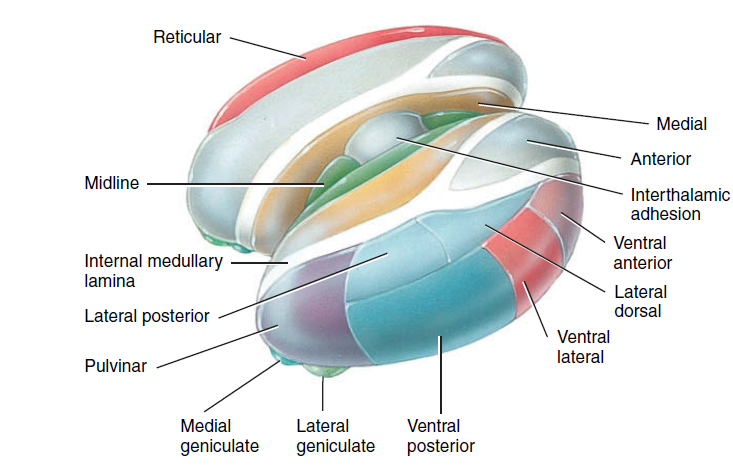 Reticular
Medial
Anterior
Midline
Interthalamic
adhesion
Ventral
anterior
Internal medullary
lamina
Lateral
dorsal
Lateral posterior
Ventral
lateral
Pulvinar
Medial
geniculate
Lateral
geniculate
Ventral
posterior